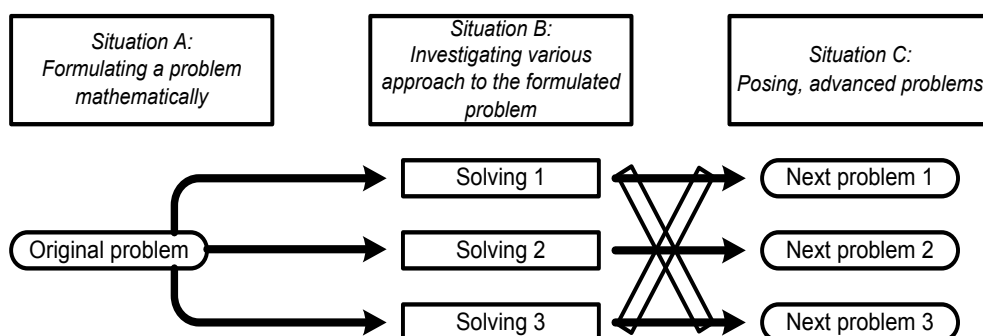 Situation A:
Formulating a problem
mathematically
Situation B:
Investigating various
approach to the formulated
problem
Situation C:
Posing, advanced problems
Original problem
Solving 1
Solving 2
Solving 3
Next problem 1
Next problem 2
Next problem 3